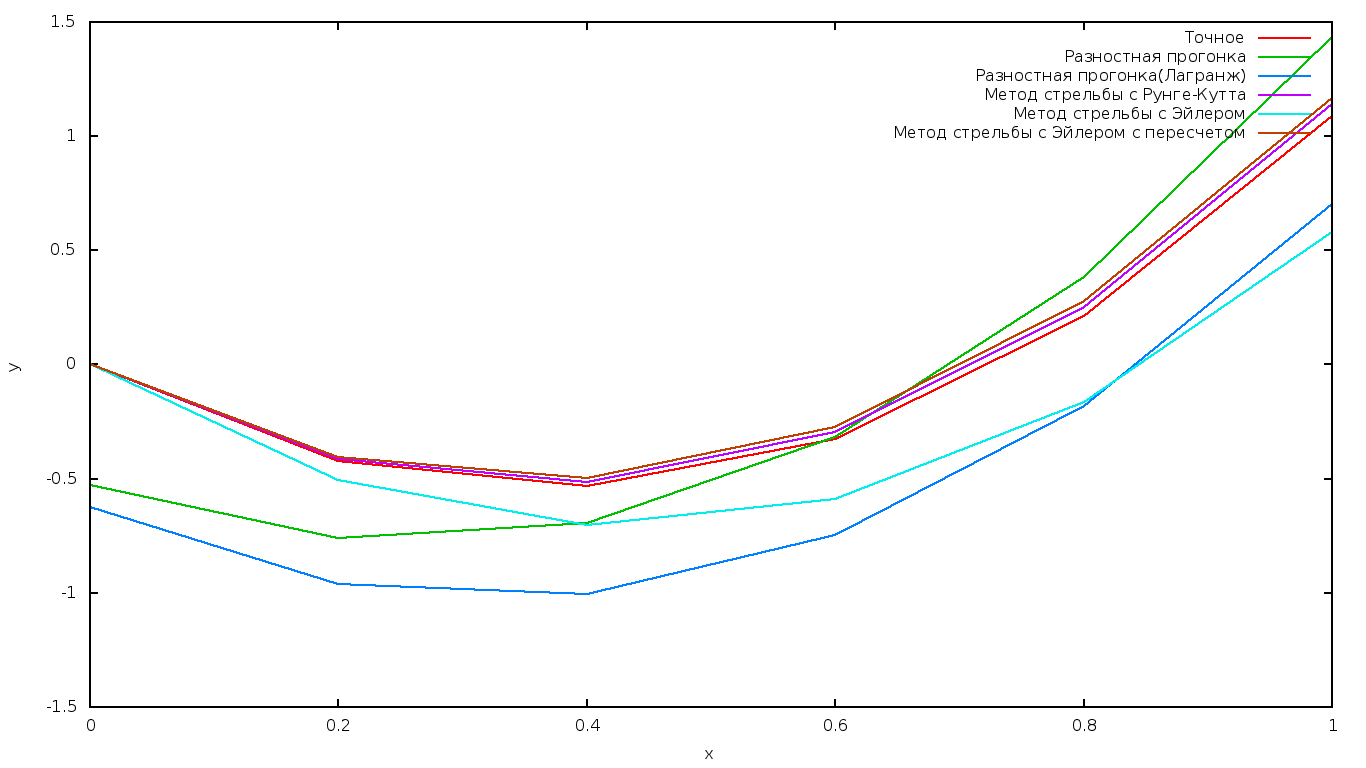 1.5
1
0.5
0
-0.5
-1
-1.5
y
Точное
Разностная прогонка
Разностная прогонка(Лагранж)
Метод стрельбы с Рунге-Кутта
Метод стрельбы с Эйлером
Метод стрельбы с Эйлером с пересчетом
0 0.2 0.4 0.6 0.8 1
x